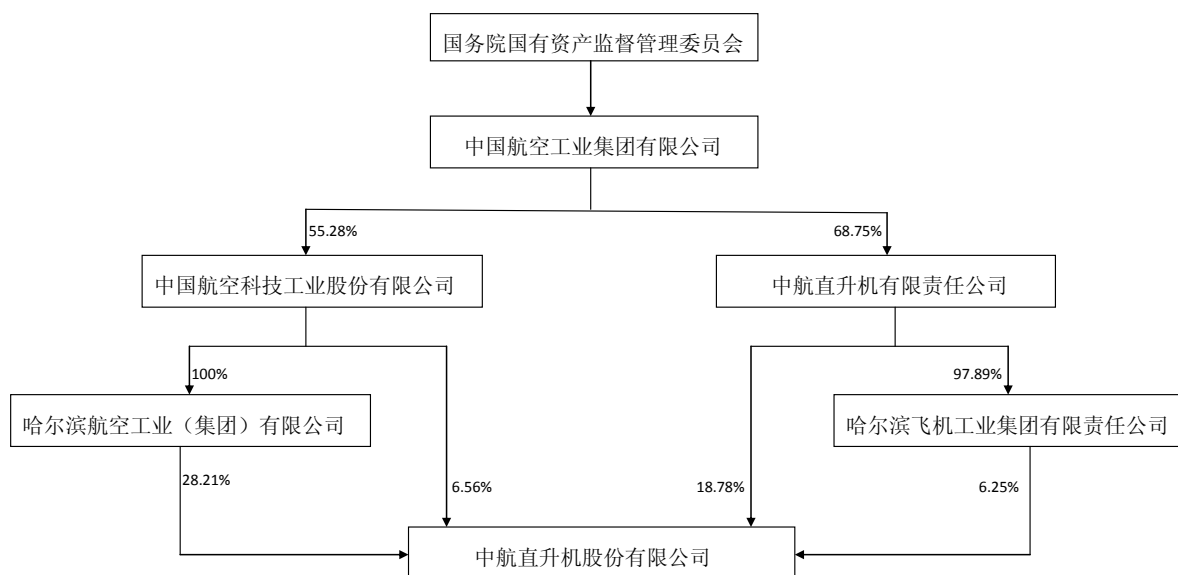 国务院国有资产监督管理委员会
中国航空工业集团有限公司
55.28%
68.75%
中国航空科技工业股份有限公司
中航直升机有限责任公司
100%
97.89%
哈尔滨航空工业（集团）有限公司
哈尔滨飞机工业集团有限责任公司
28.21%
6.56%
18.78%
6.25%
中航直升机股份有限公司